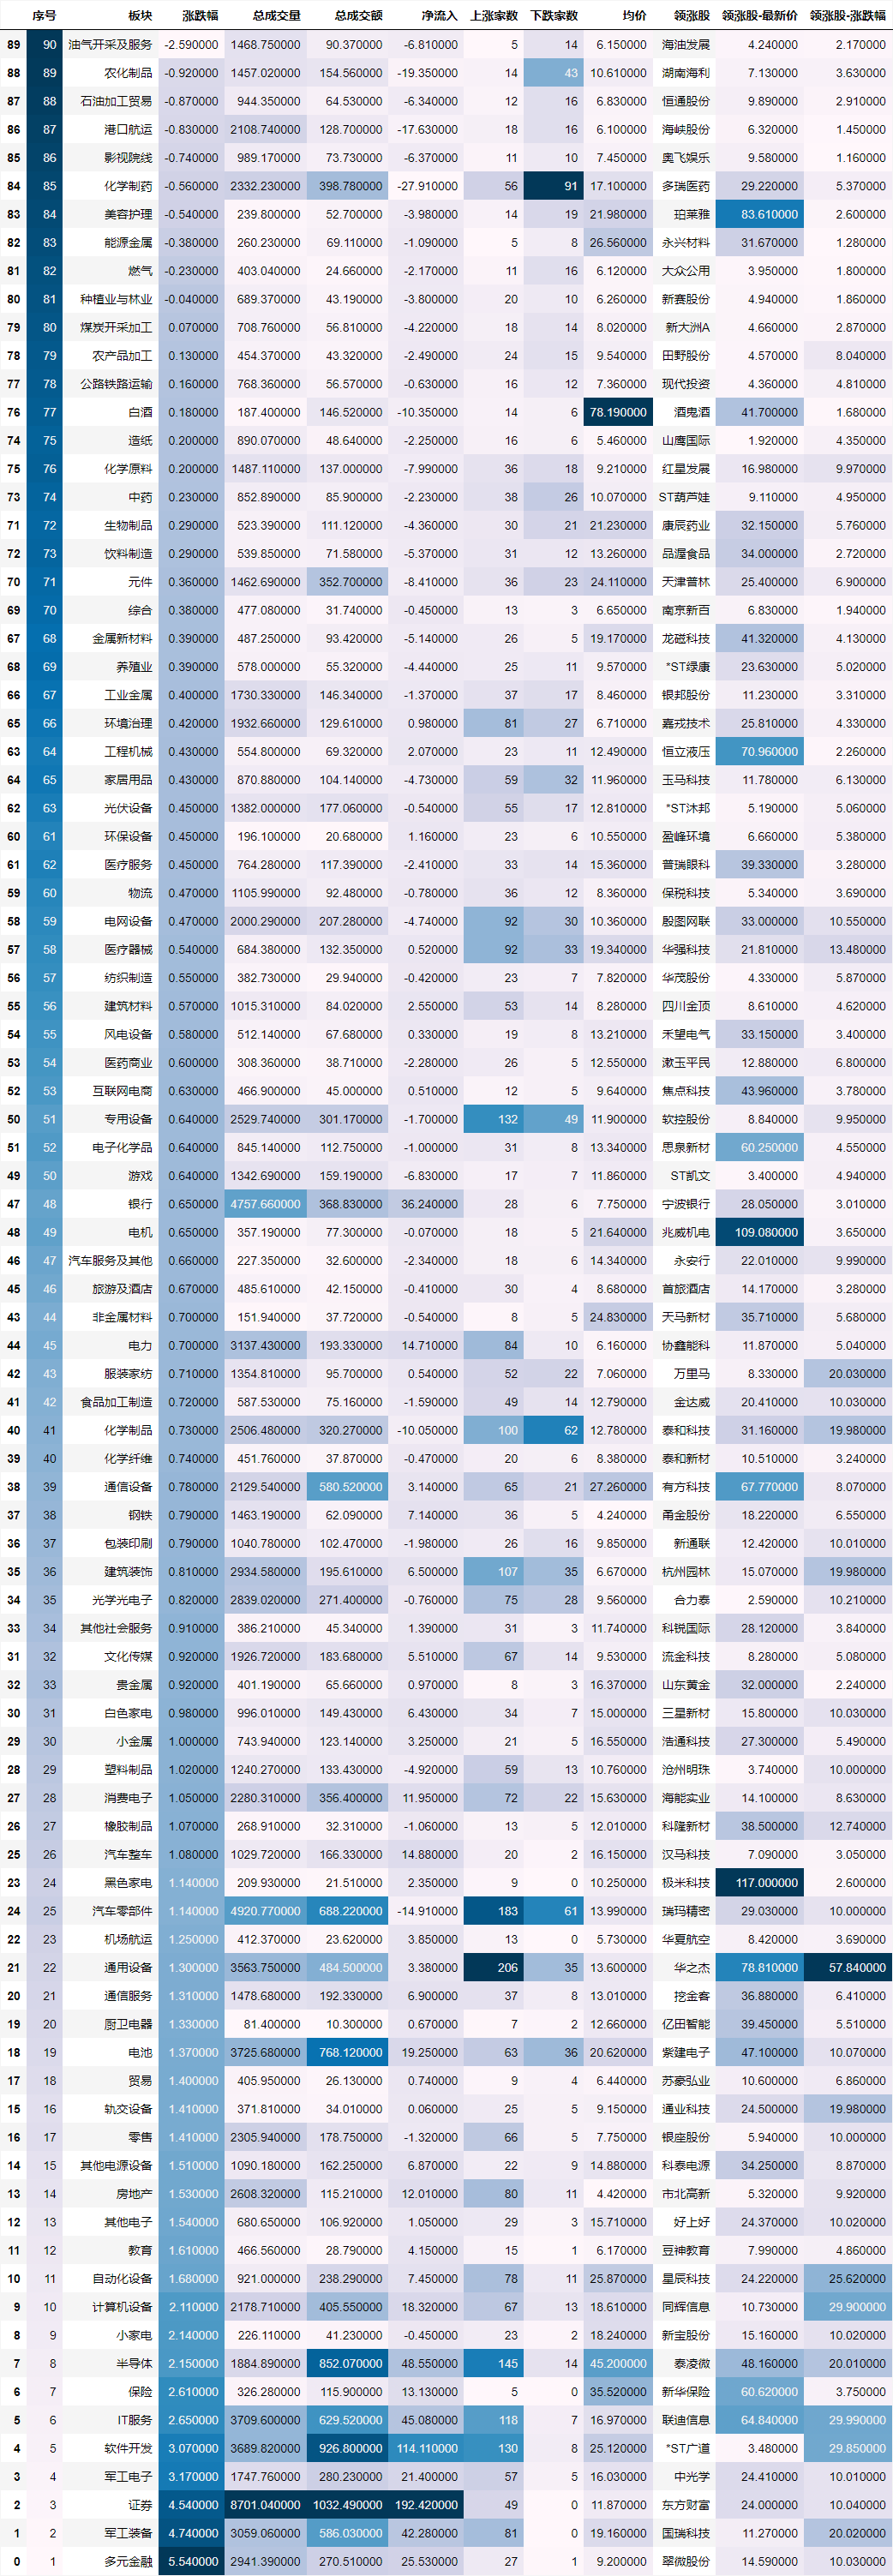 序号 板块 涨跌幅 总成交量 总成交额 净流入 上涨家数 下跌家数 均价 领涨股 领涨股-最新价 领涨股-涨跌幅
89 90 油气开采及服务 -2.590000 1468.750000 90.370000 -6.810000 5 14 6.150000 海油发展 4.240000 2.170000
88 89 农化制品 -0.920000 1457.020000 154.560000 -19.350000 14 43 10.610000 湖南海利 7.130000 3.630000
87 88 石油加工贸易 -0.870000 944.350000 64.530000 -6.340000 12 16 6.830000 恒通股份 9.890000 2.910000
86 87 港口航运 -0.830000 2108.740000 128.700000 -17.630000 18 16 6.100000 海峡股份 6.320000 1.450000
85 86 影视院线 -0.740000 989.170000 73.730000 -6.370000 11 10 7.450000 奥飞娱乐 9.580000 1.160000
84 85 化学制药 -0.560000 2332.230000 398.780000 -27.910000 56 91 17.100000 多瑞医药 29.220000 5.370000
83 84 美容护理 -0.540000 239.800000 52.700000 -3.980000 14 19 21.980000 珀莱雅 83.610000 2.600000
82 83 能源金属 -0.380000 260.230000 69.110000 -1.090000 5 8 26.560000 永兴材料 31.670000 1.280000
81 82 燃气 -0.230000 403.040000 24.660000 -2.170000 11 16 6.120000 大众公用 3.950000 1.800000
80 81 种植业与林业 -0.040000 689.370000 43.190000 -3.800000 20 10 6.260000 新赛股份 4.940000 1.860000
79 80 煤炭开采加工 0.070000 708.760000 56.810000 -4.220000 18 14 8.020000 新大洲A 4.660000 2.870000
78 79 农产品加工 0.130000 454.370000 43.320000 -2.490000 24 15 9.540000 田野股份 4.570000 8.040000
77 78 公路铁路运输 0.160000 768.360000 56.570000 -0.630000 16 12 7.360000 现代投资 4.360000 4.810000
76 77 白酒 0.180000 187.400000 146.520000 -10.350000 14 6 78.190000 酒鬼酒 41.700000 1.680000
74 75 造纸 0.200000 890.070000 48.640000 -2.250000 16 6 5.460000 山鹰国际 1.920000 4.350000
75 76 化学原料 0.200000 1487.110000 137.000000 -7.990000 36 18 9.210000 红星发展 16.980000 9.970000
73 74 中药 0.230000 852.890000 85.900000 -2.230000 38 26 10.070000 ST葫芦娃 9.110000 4.950000
71 72 生物制品 0.290000 523.390000 111.120000 -4.360000 30 21 21.230000 康辰药业 32.150000 5.760000
72 73 饮料制造 0.290000 539.850000 71.580000 -5.370000 31 12 13.260000 品渥食品 34.000000 2.720000
70 71 元件 0.360000 1462.690000 352.700000 -8.410000 36 23 24.110000 天津普林 25.400000 6.900000
69 70 综合 0.380000 477.080000 31.740000 -0.450000 13 3 6.650000 南京新百 6.830000 1.940000
67 68 金属新材料 0.390000 487.250000 93.420000 -5.140000 26 5 19.170000 龙磁科技 41.320000 4.130000
68 69 养殖业 0.390000 578.000000 55.320000 -4.440000 25 11 9.570000 *ST绿康 23.630000 5.020000
66 67 工业金属 0.400000 1730.330000 146.340000 -1.370000 37 17 8.460000 银邦股份 11.230000 3.310000
65 66 环境治理 0.420000 1932.660000 129.610000 0.980000 81 27 6.710000 嘉戎技术 25.810000 4.330000
63 64 工程机械 0.430000 554.800000 69.320000 2.070000 23 11 12.490000 恒立液压 70.960000 2.260000
64 65 家居用品 0.430000 870.880000 104.140000 -4.730000 59 32 11.960000 玉马科技 11.780000 6.130000
62 63 光伏设备 0.450000 1382.000000 177.060000 -0.540000 55 17 12.810000 *ST沐邦 5.190000 5.060000
60 61 环保设备 0.450000 196.100000 20.680000 1.160000 23 6 10.550000 盈峰环境 6.660000 5.380000
61 62 医疗服务 0.450000 764.280000 117.390000 -2.410000 33 14 15.360000 普瑞眼科 39.330000 3.280000
59 60 物流 0.470000 1105.990000 92.480000 -0.780000 36 12 8.360000 保税科技 5.340000 3.690000
58 59 电网设备 0.470000 2000.290000 207.280000 -4.740000 92 30 10.360000 殷图网联 33.000000 10.550000
57 58 医疗器械 0.540000 684.380000 132.350000 0.520000 92 33 19.340000 华强科技 21.810000 13.480000
56 57 纺织制造 0.550000 382.730000 29.940000 -0.420000 23 7 7.820000 华茂股份 4.330000 5.870000
55 56 建筑材料 0.570000 1015.310000 84.020000 2.550000 53 14 8.280000 四川金顶 8.610000 4.620000
54 55 风电设备 0.580000 512.140000 67.680000 0.330000 19 8 13.210000 禾望电气 33.150000 3.400000
53 54 医药商业 0.600000 308.360000 38.710000 -2.280000 26 5 12.550000 漱玉平民 12.880000 6.800000
52 53 互联网电商 0.630000 466.900000 45.000000 0.510000 12 5 9.640000 焦点科技 43.960000 3.780000
50 51 专用设备 0.640000 2529.740000 301.170000 -1.700000 132 49 11.900000 软控股份 8.840000 9.950000
51 52 电子化学品 0.640000 845.140000 112.750000 -1.000000 31 8 13.340000 思泉新材 60.250000 4.550000
49 50 游戏 0.640000 1342.690000 159.190000 -6.830000 17 7 11.860000 ST凯文 3.400000 4.940000
47 48 银行 0.650000 4757.660000 368.830000 36.240000 28 6 7.750000 宁波银行 28.050000 3.010000
48 49 电机 0.650000 357.190000 77.300000 -0.070000 18 5 21.640000 兆威机电 109.080000 3.650000
46 47 汽车服务及其他 0.660000 227.350000 32.600000 -2.340000 18 6 14.340000 永安行 22.010000 9.990000
45 46 旅游及酒店 0.670000 485.610000 42.150000 -0.410000 30 4 8.680000 首旅酒店 14.170000 3.280000
43 44 非金属材料 0.700000 151.940000 37.720000 -0.540000 8 5 24.830000 天马新材 35.710000 5.680000
44 45 电力 0.700000 3137.430000 193.330000 14.710000 84 10 6.160000 协鑫能科 11.870000 5.040000
42 43 服装家纺 0.710000 1354.810000 95.700000 0.540000 52 22 7.060000 万里马 8.330000 20.030000
41 42 食品加工制造 0.720000 587.530000 75.160000 -1.590000 49 14 12.790000 金达威 20.410000 10.030000
40 41 化学制品 0.730000 2506.480000 320.270000 -10.050000 100 62 12.780000 泰和科技 31.160000 19.980000
39 40 化学纤维 0.740000 451.760000 37.870000 -0.470000 20 6 8.380000 泰和新材 10.510000 3.240000
38 39 通信设备 0.780000 2129.540000 580.520000 3.140000 65 21 27.260000 有方科技 67.770000 8.070000
37 38 钢铁 0.790000 1463.190000 62.090000 7.140000 36 5 4.240000 甬金股份 18.220000 6.550000
36 37 包装印刷 0.790000 1040.780000 102.470000 -1.980000 26 16 9.850000 新通联 12.420000 10.010000
35 36 建筑装饰 0.810000 2934.580000 195.610000 6.500000 107 35 6.670000 杭州园林 15.070000 19.980000
34 35 光学光电子 0.820000 2839.020000 271.400000 -0.760000 75 28 9.560000 合力泰 2.590000 10.210000
33 34 其他社会服务 0.910000 386.210000 45.340000 1.390000 31 3 11.740000 科锐国际 28.120000 3.840000
31 32 文化传媒 0.920000 1926.720000 183.680000 5.510000 67 14 9.530000 流金科技 8.280000 5.080000
32 33 贵金属 0.920000 401.190000 65.660000 0.970000 8 3 16.370000 山东黄金 32.000000 2.240000
30 31 白色家电 0.980000 996.010000 149.430000 6.430000 34 7 15.000000 三星新材 15.800000 10.030000
29 30 小金属 1.000000 743.940000 123.140000 3.250000 21 5 16.550000 浩通科技 27.300000 5.490000
28 29 塑料制品 1.020000 1240.270000 133.430000 -4.920000 59 13 10.760000 沧州明珠 3.740000 10.000000
27 28 消费电子 1.050000 2280.310000 356.400000 11.950000 72 22 15.630000 海能实业 14.100000 8.630000
26 27 橡胶制品 1.070000 268.910000 32.310000 -1.060000 13 5 12.010000 科隆新材 38.500000 12.740000
25 26 汽车整车 1.080000 1029.720000 166.330000 14.880000 20 2 16.150000 汉马科技 7.090000 3.050000
23 24 黑色家电 1.140000 209.930000 21.510000 2.350000 9 0 10.250000 极米科技 117.000000 2.600000
24 25 汽车零部件 1.140000 4920.770000 688.220000 -14.910000 183 61 13.990000 瑞玛精密 29.030000 10.000000
22 23 机场航运 1.250000 412.370000 23.620000 3.850000 13 0 5.730000 华夏航空 8.420000 3.690000
21 22 通用设备 1.300000 3563.750000 484.500000 3.380000 206 35 13.600000 华之杰 78.810000 57.840000
20 21 通信服务 1.310000 1478.680000 192.330000 6.900000 37 8 13.010000 挖金客 36.880000 6.410000
19 20 厨卫电器 1.330000 81.400000 10.300000 0.670000 7 2 12.660000 亿田智能 39.450000 5.510000
18 19 电池 1.370000 3725.680000 768.120000 19.250000 63 36 20.620000 紫建电子 47.100000 10.070000
17 18 贸易 1.400000 405.950000 26.130000 0.740000 9 4 6.440000 苏豪弘业 10.600000 6.860000
15 16 轨交设备 1.410000 371.810000 34.010000 0.060000 25 5 9.150000 通业科技 24.500000 19.980000
16 17 零售 1.410000 2305.940000 178.750000 -1.320000 66 5 7.750000 银座股份 5.940000 10.000000
14 15 其他电源设备 1.510000 1090.180000 162.250000 6.870000 22 9 14.880000 科泰电源 34.250000 8.870000
13 14 房地产 1.530000 2608.320000 115.210000 12.010000 80 11 4.420000 市北高新 5.320000 9.920000
12 13 其他电子 1.540000 680.650000 106.920000 1.050000 29 3 15.710000 好上好 24.370000 10.020000
11 12 教育 1.610000 466.560000 28.790000 4.150000 15 1 6.170000 豆神教育 7.990000 4.860000
10 11 自动化设备 1.680000 921.000000 238.290000 7.450000 78 11 25.870000 星辰科技 24.220000 25.620000
9 10 计算机设备 2.110000 2178.710000 405.550000 18.320000 67 13 18.610000 同辉信息 10.730000 29.900000
8 9 小家电 2.140000 226.110000 41.230000 -0.450000 23 2 18.240000 新宝股份 15.160000 10.020000
7 8 半导体 2.150000 1884.890000 852.070000 48.550000 145 14 45.200000 泰凌微 48.160000 20.010000
6 7 保险 2.610000 326.280000 115.900000 13.130000 5 0 35.520000 新华保险 60.620000 3.750000
5 6 IT服务 2.650000 3709.600000 629.520000 45.080000 118 7 16.970000 联迪信息 64.840000 29.990000
4 5 软件开发 3.070000 3689.820000 926.800000 114.110000 130 8 25.120000 *ST广道 3.480000 29.850000
3 4 军工电子 3.170000 1747.760000 280.230000 21.400000 57 5 16.030000 中光学 24.410000 10.010000
2 3 证券 4.540000 8701.040000 1032.490000 192.420000 49 0 11.870000 东方财富 24.000000 10.040000
1 2 军工装备 4.740000 3059.060000 586.030000 42.280000 81 0 19.160000 国瑞科技 11.270000 20.020000
0 1 多元金融 5.540000 2941.390000 270.510000 25.530000 27 1 9.200000 翠微股份 14.590000 10.030000